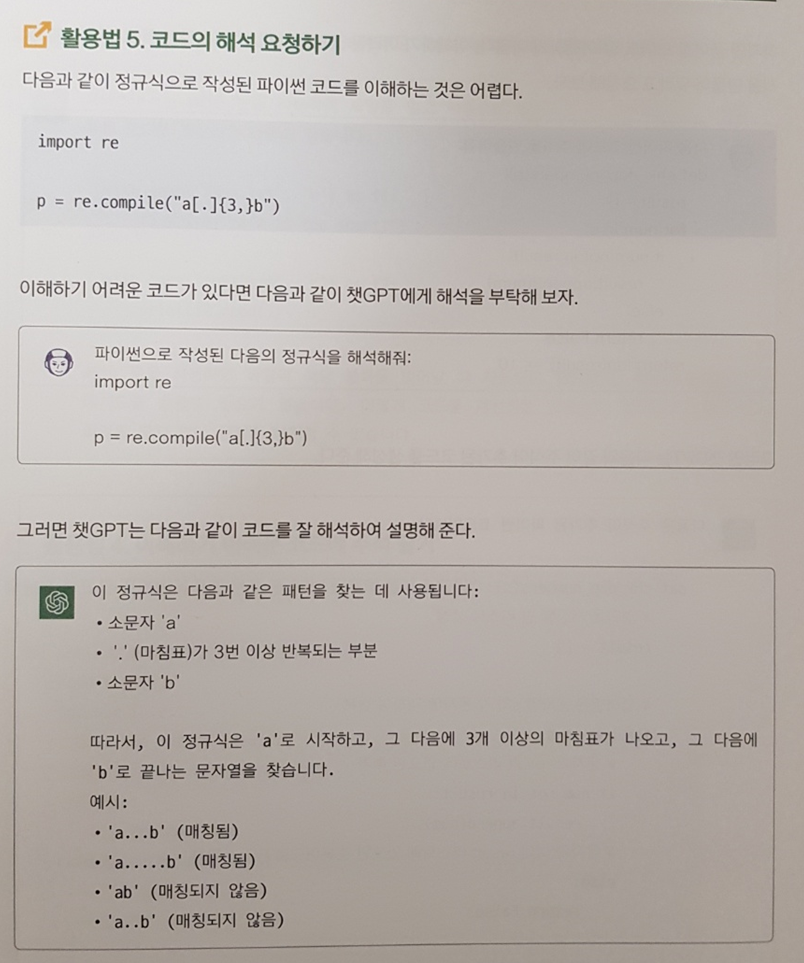 활용법 5. 코드의 해석 요청하기
다음과 같이 정규식으로 작성된 파이썬 코드를 이해하는 것은 어렵다.
import re
p = re.compile("a[.]{3,}b")
이해하기 어려운 코드가 있다면 다음과 같이 챗GPT에게 해석을 부탁해 보자.
파이썬으로 작성된 다음의 정규식을 해석해줘:
import re
p = re.compile("a[.]{3,}b")
그러면 챗GPT는 다음과 같이 코드를 잘 해석하여 설명해 준다.
이 정규식은 다음과 같은 패턴을 찾는 데 사용됩니다:
• 소문자 'a'
• '.' (마침표)가 3번 이상 반복되는 부분
• 소문자 'b'
따라서, 이 정규식은 'a'로 시작하고, 그 다음에 3개 이상의 마침표가 나오고, 그 다음에
'b'로 끝나는 문자열을 찾습니다.
예시:
• 'a...b' (매칭됨)
• 'a.....b' (매칭됨)
• 'ab' (매칭되지 않음)
• 'a..b' (매칭되지 않음)